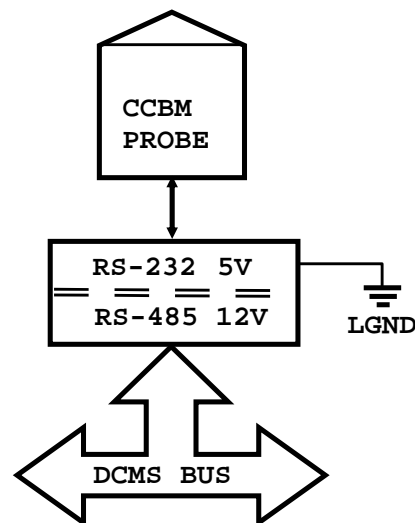 CCBM
PROBE
RS-232 5V
RS-485 12V
LGND
DCMS BUS